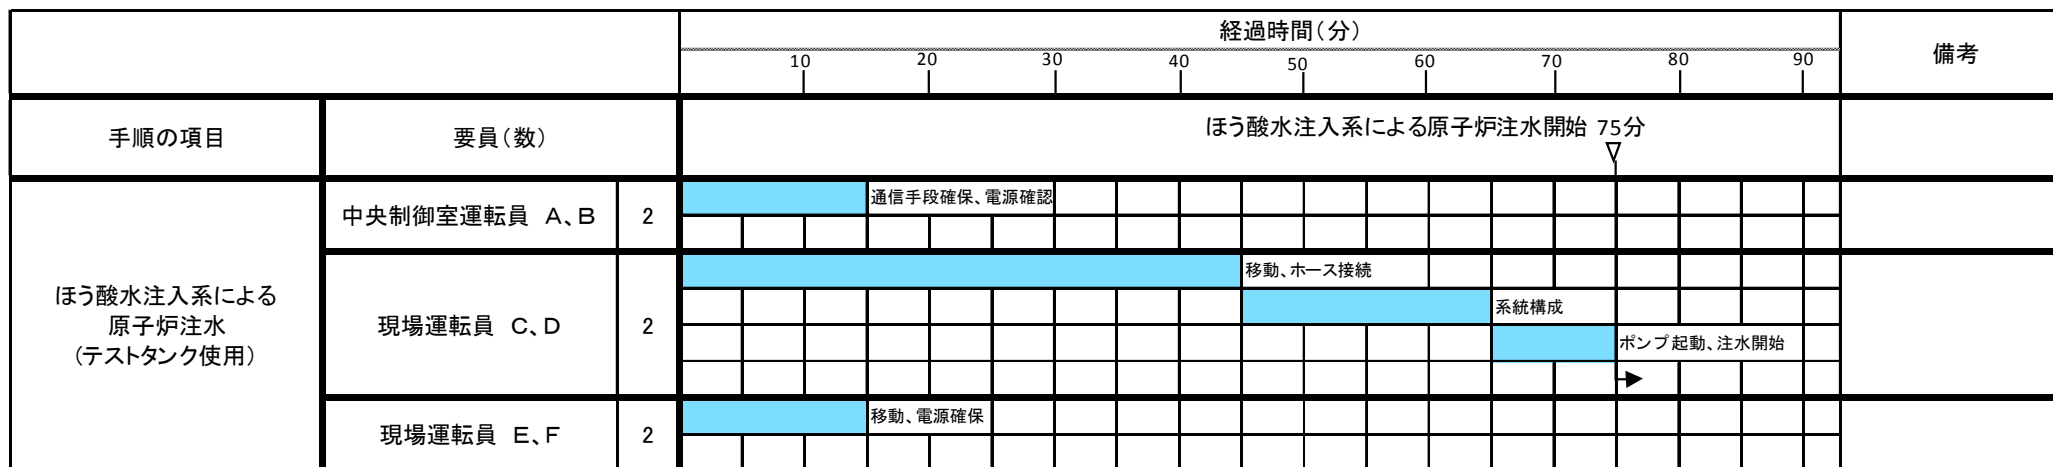 経過時間(分)
備考
10 20 30 40 50 60 70 80 90
手順の項目
要員(数)
ほう酸水注入系による原子炉注水開始 75分
ほう酸水注入系による
原子炉注水
(テストタンク使用)
中央制御室運転員 A、B
2
通信手段確保、電源確認
現場運転員 C、D
2
移動、ホース接続
系統構成
ポンプ起動、注水開始
現場運転員 E、F
2
移動、電源確保